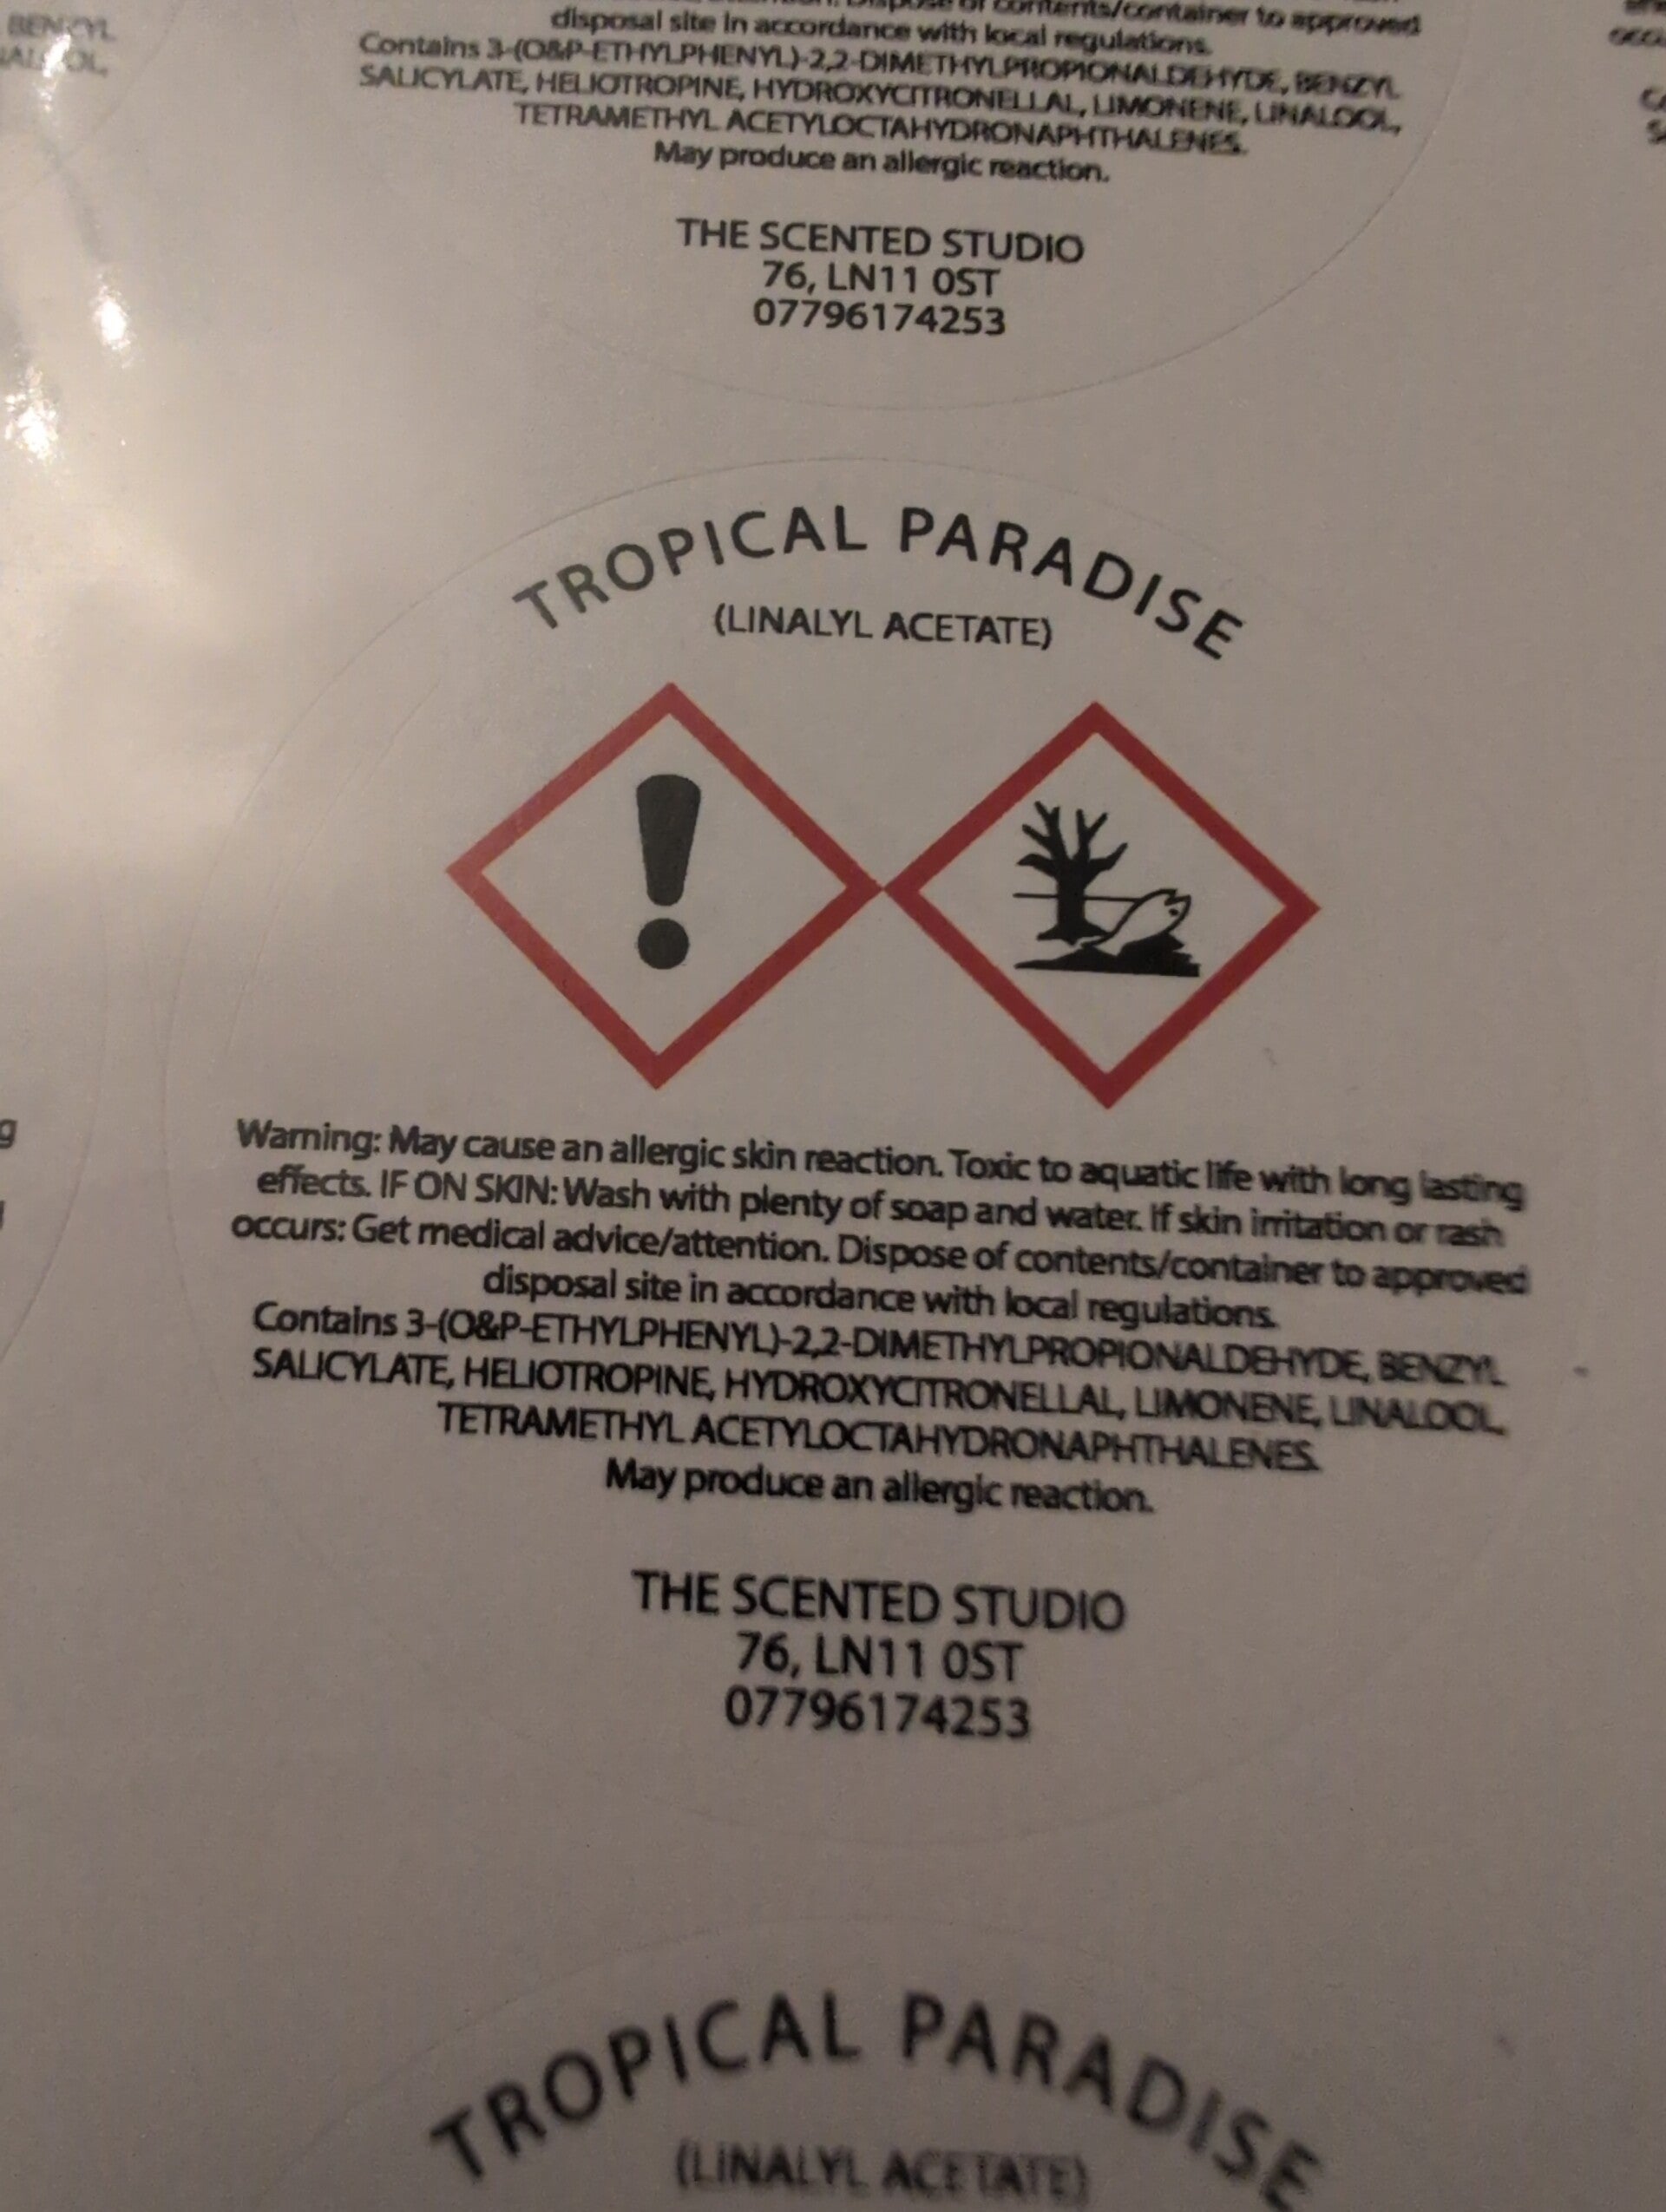 BENZYL
disposal site in accordance with local regulations.
Contains 3-(O&P-ETHYLPHENYL)-2,2-DIMETHYLPROPIONALDEHYDE, BENZYL
SALICYLATE, HELIOTROPINE, HYDROXYCITRONELLAL, LIMONENE, LINALOOL,
TETRAMETHYL ACETYLOCTAHYDRONAPHTHALENES.
May produce an allergic reaction.
THE SCENTED STUDIO
76, LN11 0ST
07796174253
TROPICAL PARADISE
(LINALYL ACETATE)
Warning: May cause an allergic skin reaction. Toxic to aquatic life with long lasting
effects. IF ON SKIN: Wash with plenty of soap and water. If skin irritation or rash
occurs: Get medical advice/attention. Dispose of contents/container to approved
disposal site in accordance with local regulations.
Contains 3-(O&P-ETHYLPHENYL)-2,2-DIMETHYLPROPIONALDEHYDE, BENZYL
SALICYLATE, HELIOTROPINE, HYDROXYCITRONELLAL, LIMONENE, LINALOOL,
TETRAMETHYL ACETYLOCTAHYDRONAPHTHALENES.
May produce an allergic reaction.
THE SCENTED STUDIO
76, LN11 0ST
07796174253
TROPICAL PARADISE
(LINALYL ACETATE)